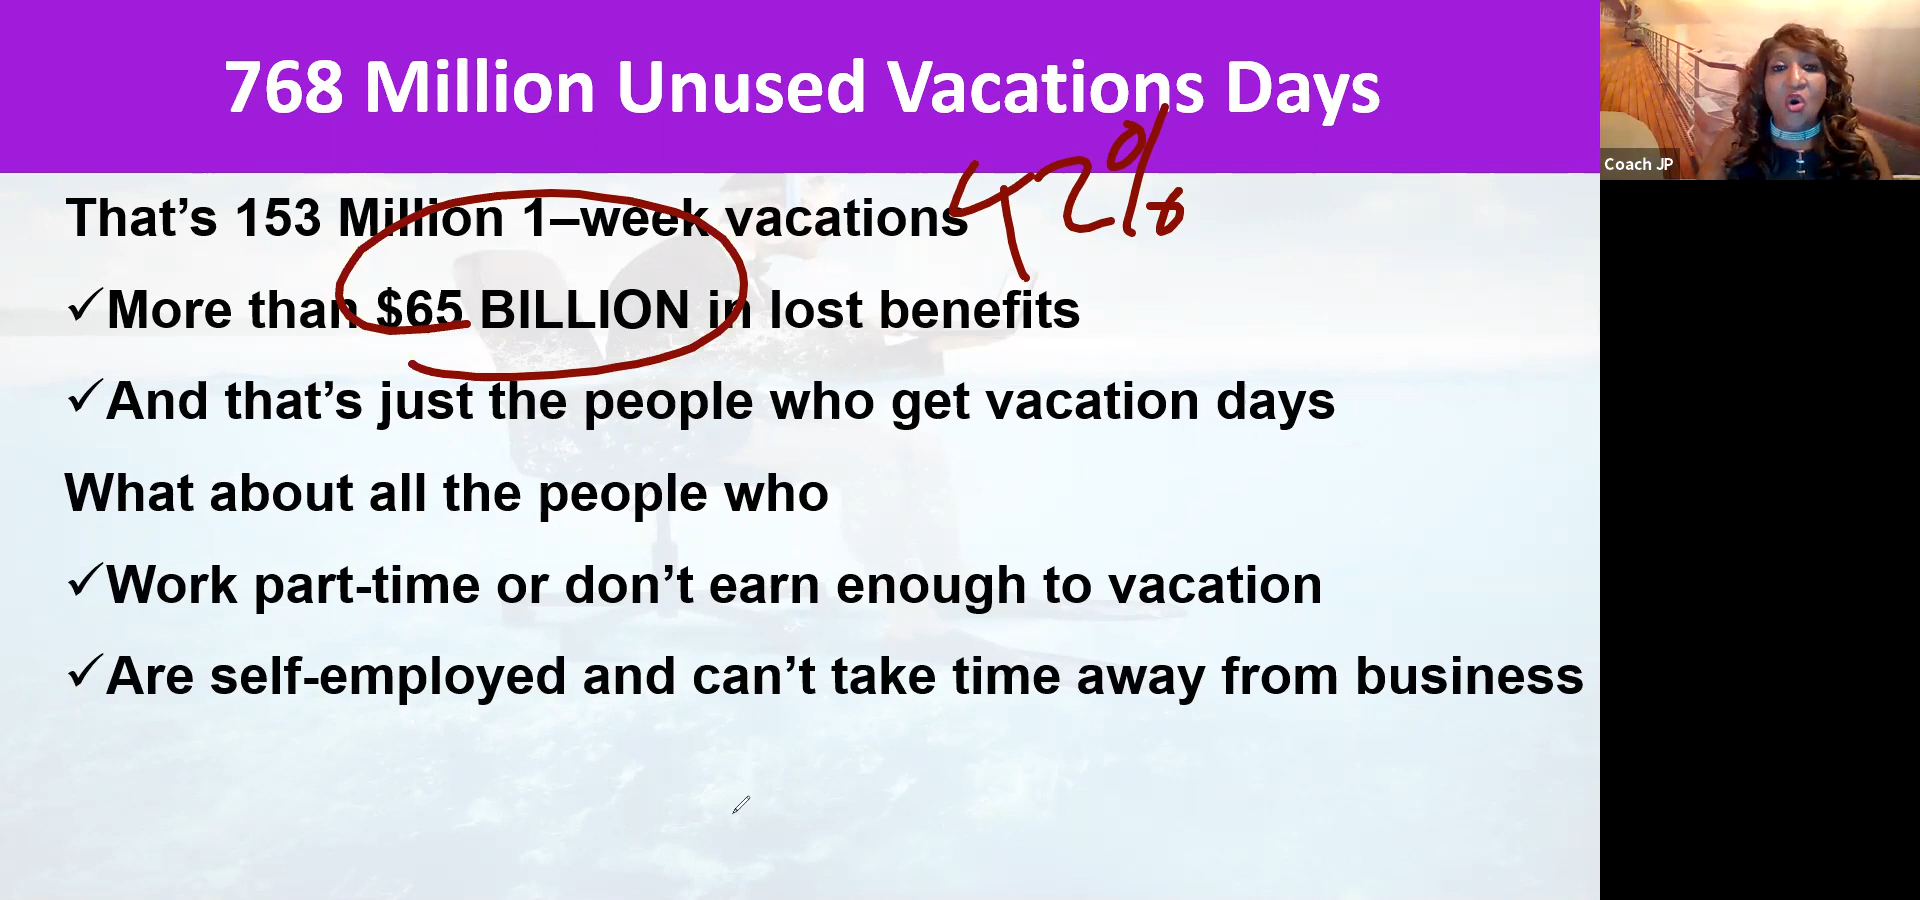 768 Million Unused Vacations Days
42%
That’s 153 Million 1–week vacations
✓More than $65 BILLION in lost benefits
✓And that’s just the people who get vacation days
What about all the people who
✓Work part-time or don’t earn enough to vacation
✓Are self-employed and can’t take time away from business
Coach JP